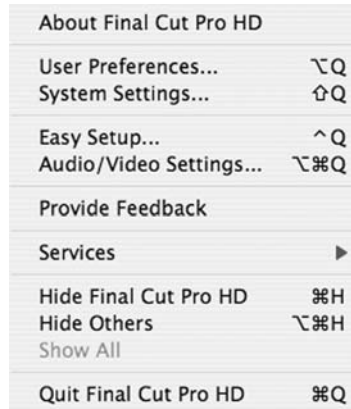 About Final Cut Pro HD
User Preferences... ⌥Q
System Settings... ⇧Q
Easy Setup... ^Q
Audio/Video Settings... ⌥⌘Q
Provide Feedback
Services ▶
Hide Final Cut Pro HD ⌘H
Hide Others ⌥⌘H
Show All
Quit Final Cut Pro HD ⌘Q